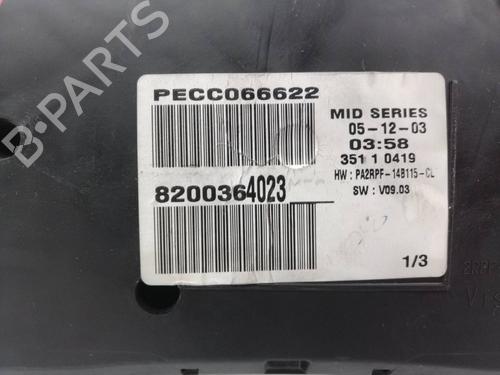 PECC066622
8200364023
MID SERIES
05-12-03
03:58
351 1 0419
HW : PA2RPF-14B115-CL
SW : V09.03
1/3
B-PARTS